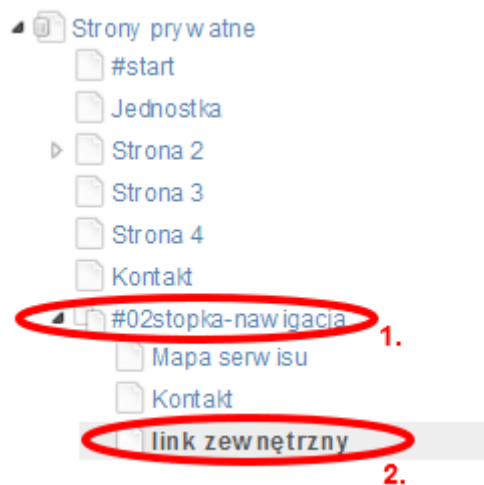 Strony prywatne
#start
Jednostka
Strona 2
Strona 3
Strona 4
Kontakt
#02stopka-nawigacja
1.
Mapa serwisu
Kontakt
link zewnętrzny
2.